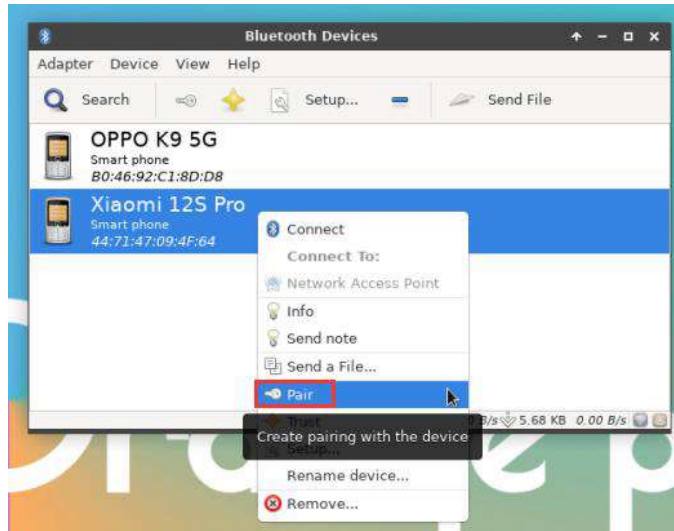 Bluetooth Devices
Adapter Device View Help
Search Setup... Send File
OPPO K9 5G
Smart phone
B0:46:92:C1:8D:D8
Xiaomi 12S Pro
Smart phone
44:71:47:09:4F:64
Connect
Connect To:
Network Access Point
Info
Send note
Send a File...
Pair
Trust
B/s 5.68 KB 0.00 B/s
Create pairing with the device
Setup...
Rename device...
Remove...